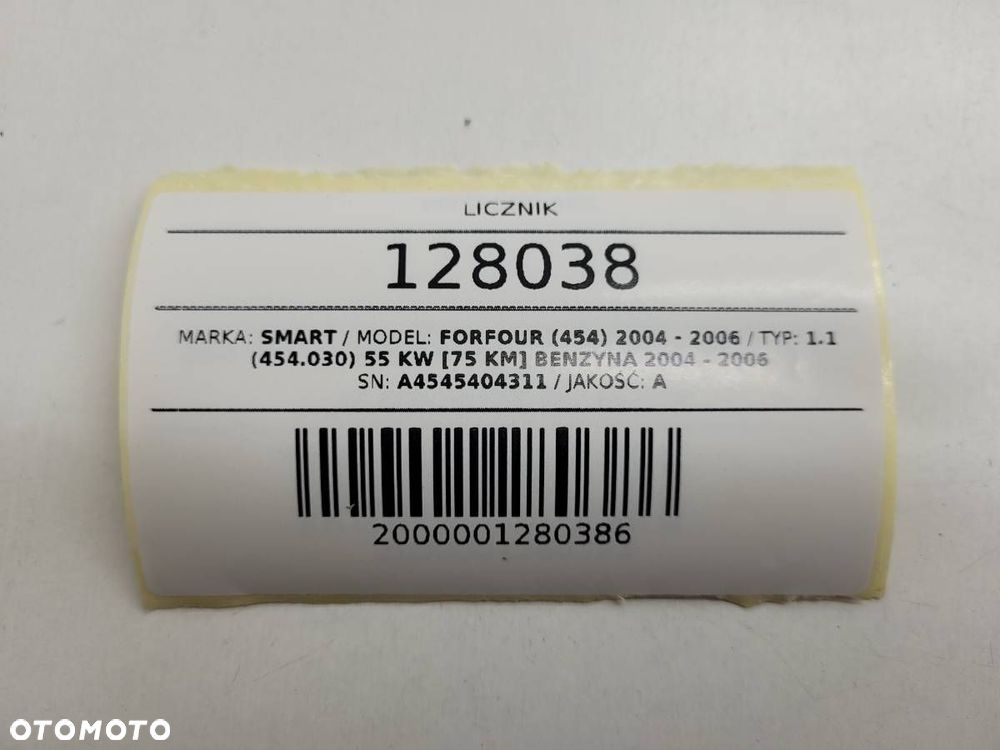 LICZNIK
128038
MARKA: SMART / MODEL: FORFOUR (454) 2004 - 2006 / TYP: 1.1
(454.030) 55 KW [75 KM] BENZYNA 2004 - 2006
SN: A4545404311 / JAKOŚĆ: A
2000001280386
OTOMOTO